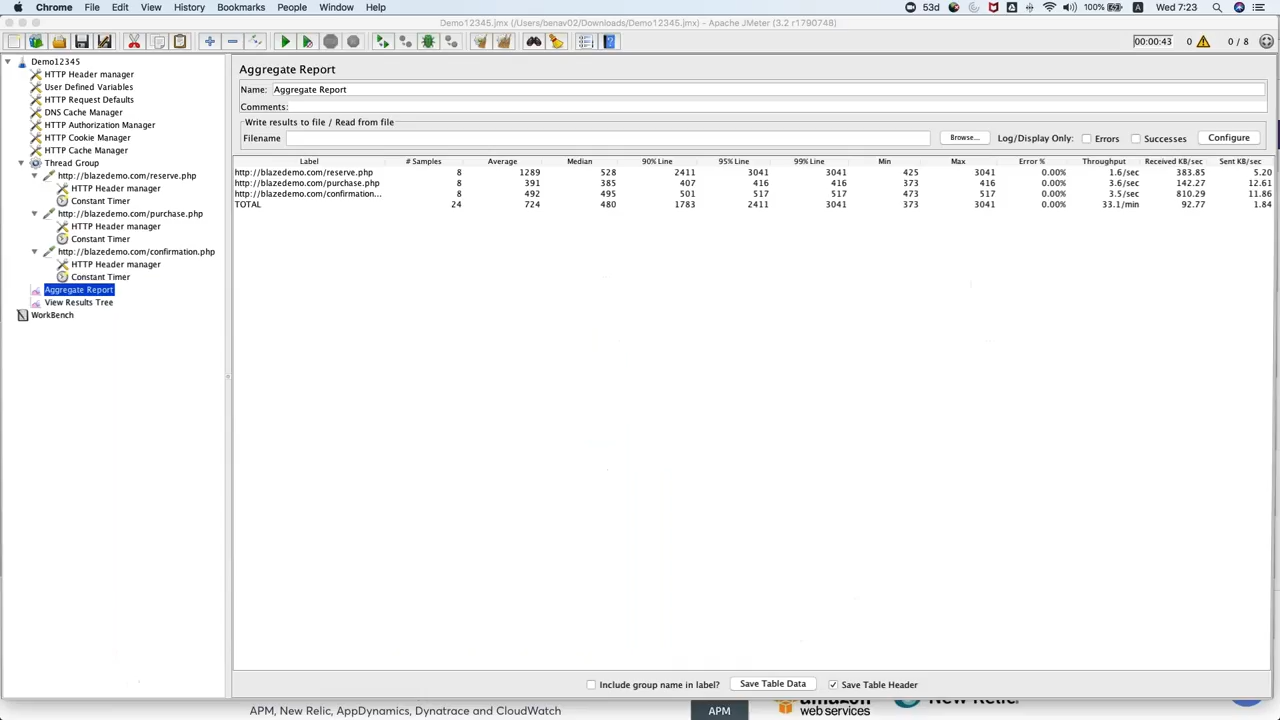 Chrome File Edit View History Bookmarks People Window Help 53d 100% Wed 7:23
Demo12345.jmx (/Users/benav02/Downloads/Demo12345.jmx) - Apache JMeter (3.2 r1790748)
00:00:43 0 0 / 8
Demo12345
HTTP Header manager
User Defined Variables
HTTP Request Defaults
DNS Cache Manager
HTTP Authorization Manager
HTTP Cookie Manager
HTTP Cache Manager
Thread Group
http://blazedemo.com/reserve.php
HTTP Header manager
Constant Timer
http://blazedemo.com/purchase.php
HTTP Header manager
Constant Timer
http://blazedemo.com/confirmation.php
HTTP Header manager
Constant Timer
Aggregate Report
View Results Tree
WorkBench
Aggregate Report
Name: Aggregate Report
Comments:
Write results to file / Read from file
Filename Browse... Log/Display Only: Errors Successes Configure
Label # Samples Average Median 90% Line 95% Line 99% Line Min Max Error % Throughput Received KB/sec Sent KB/sec
http://blazedemo.com/reserve.php 8 1289 528 2411 3041 3041 425 3041 0.00% 1.6/sec 383.85 5.20
http://blazedemo.com/purchase.php 8 391 385 407 416 416 373 416 0.00% 3.6/sec 142.27 12.61
http://blazedemo.com/confirmation... 8 492 495 501 517 517 473 517 0.00% 3.5/sec 810.29 11.86
TOTAL 24 724 480 1783 2411 3041 373 3041 0.00% 33.1/min 92.77 1.84
Include group name in label? Save Table Data Save Table Header
APM, New Relic, AppDynamics, Dynatrace and CloudWatch
APM
amazon
web services
New Relic